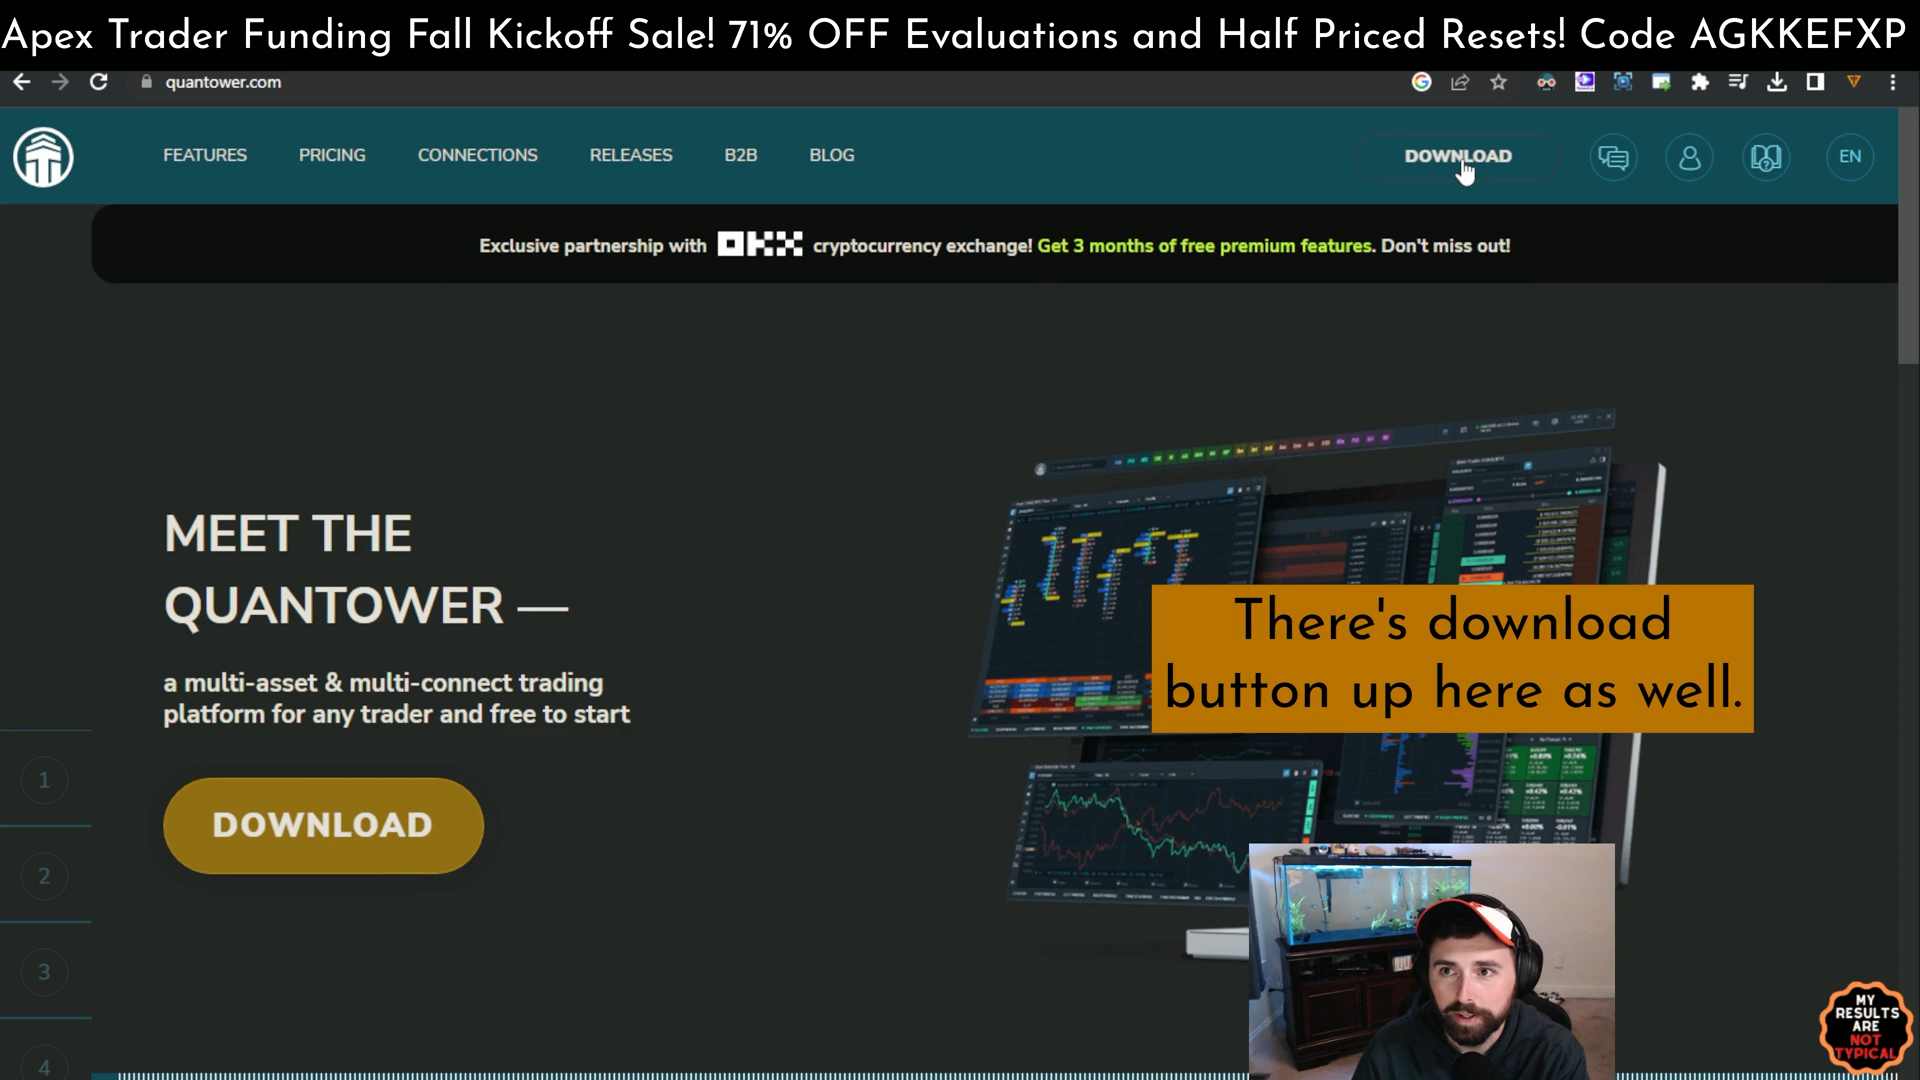 Apex Trader Funding Fall Kickoff Sale! 71% OFF Evaluations and Half Priced Resets! Code AGKKEFXP
quantower.com
FEATURES PRICING CONNECTIONS RELEASES B2B BLOG DOWNLOAD EN
Exclusive partnership with OKX cryptocurrency exchange! Get 3 months of free premium features. Don't miss out!
MEET THE
QUANTOWER —
a multi-asset & multi-connect trading
platform for any trader and free to start
DOWNLOAD
There's download
button up here as well.
1
2
3
4
MY
RESULTS
ARE
NOT
TYPICAL